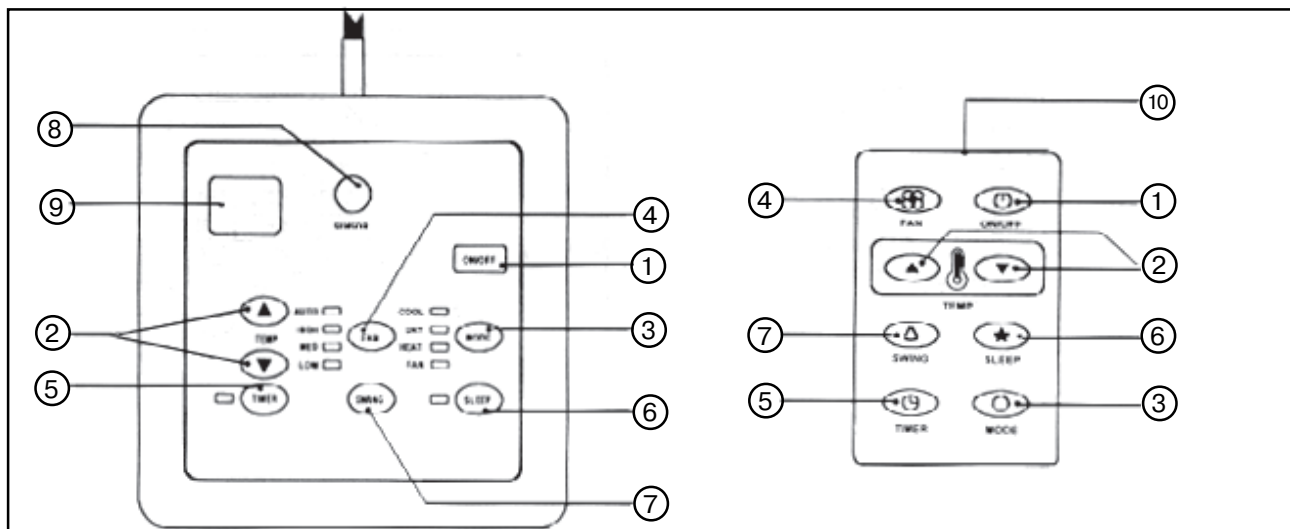 ⑧
⑨
SENSOR
④
ON/OFF
①
②
TEMP
AUTO
HIGH
MED
LOW
FAN
COOL
DRY
HEAT
FAN
MODE
③
⑤
TIMER
SWING
SLEEP
⑥
⑦
⑩
④
FAN
ON/OFF
①
TEMP
②
⑦
SWING
SLEEP
⑥
⑤
TIMER
MODE
③